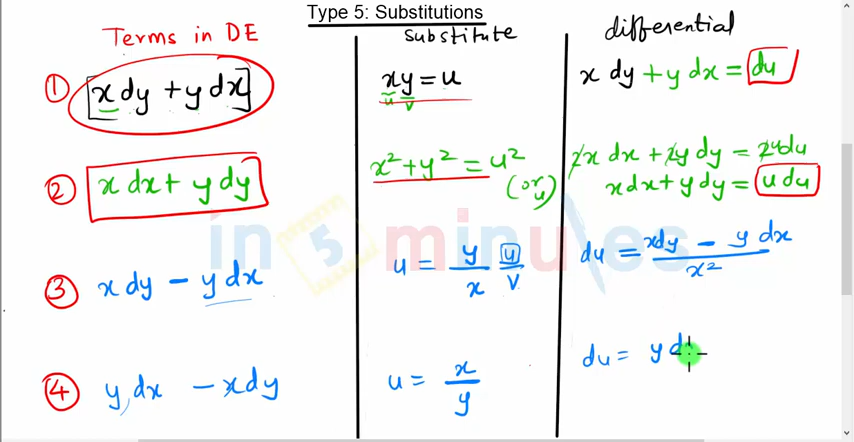 Type 5: Substitutions
Terms in DE
substitute
differential
① [x dy + y dx]
xy = u
u v
x dy + y dx = du
② x dx + y dy
x² + y² = u²
(or u)
2x dx + 2y dy = 2u du
x dx + y dy = u du
in 5 minutes
③ x dy - y dx
u = y/x u/v
du = xdy - y dx / x²
④ y dx - x dy
u = x/y
du = y d